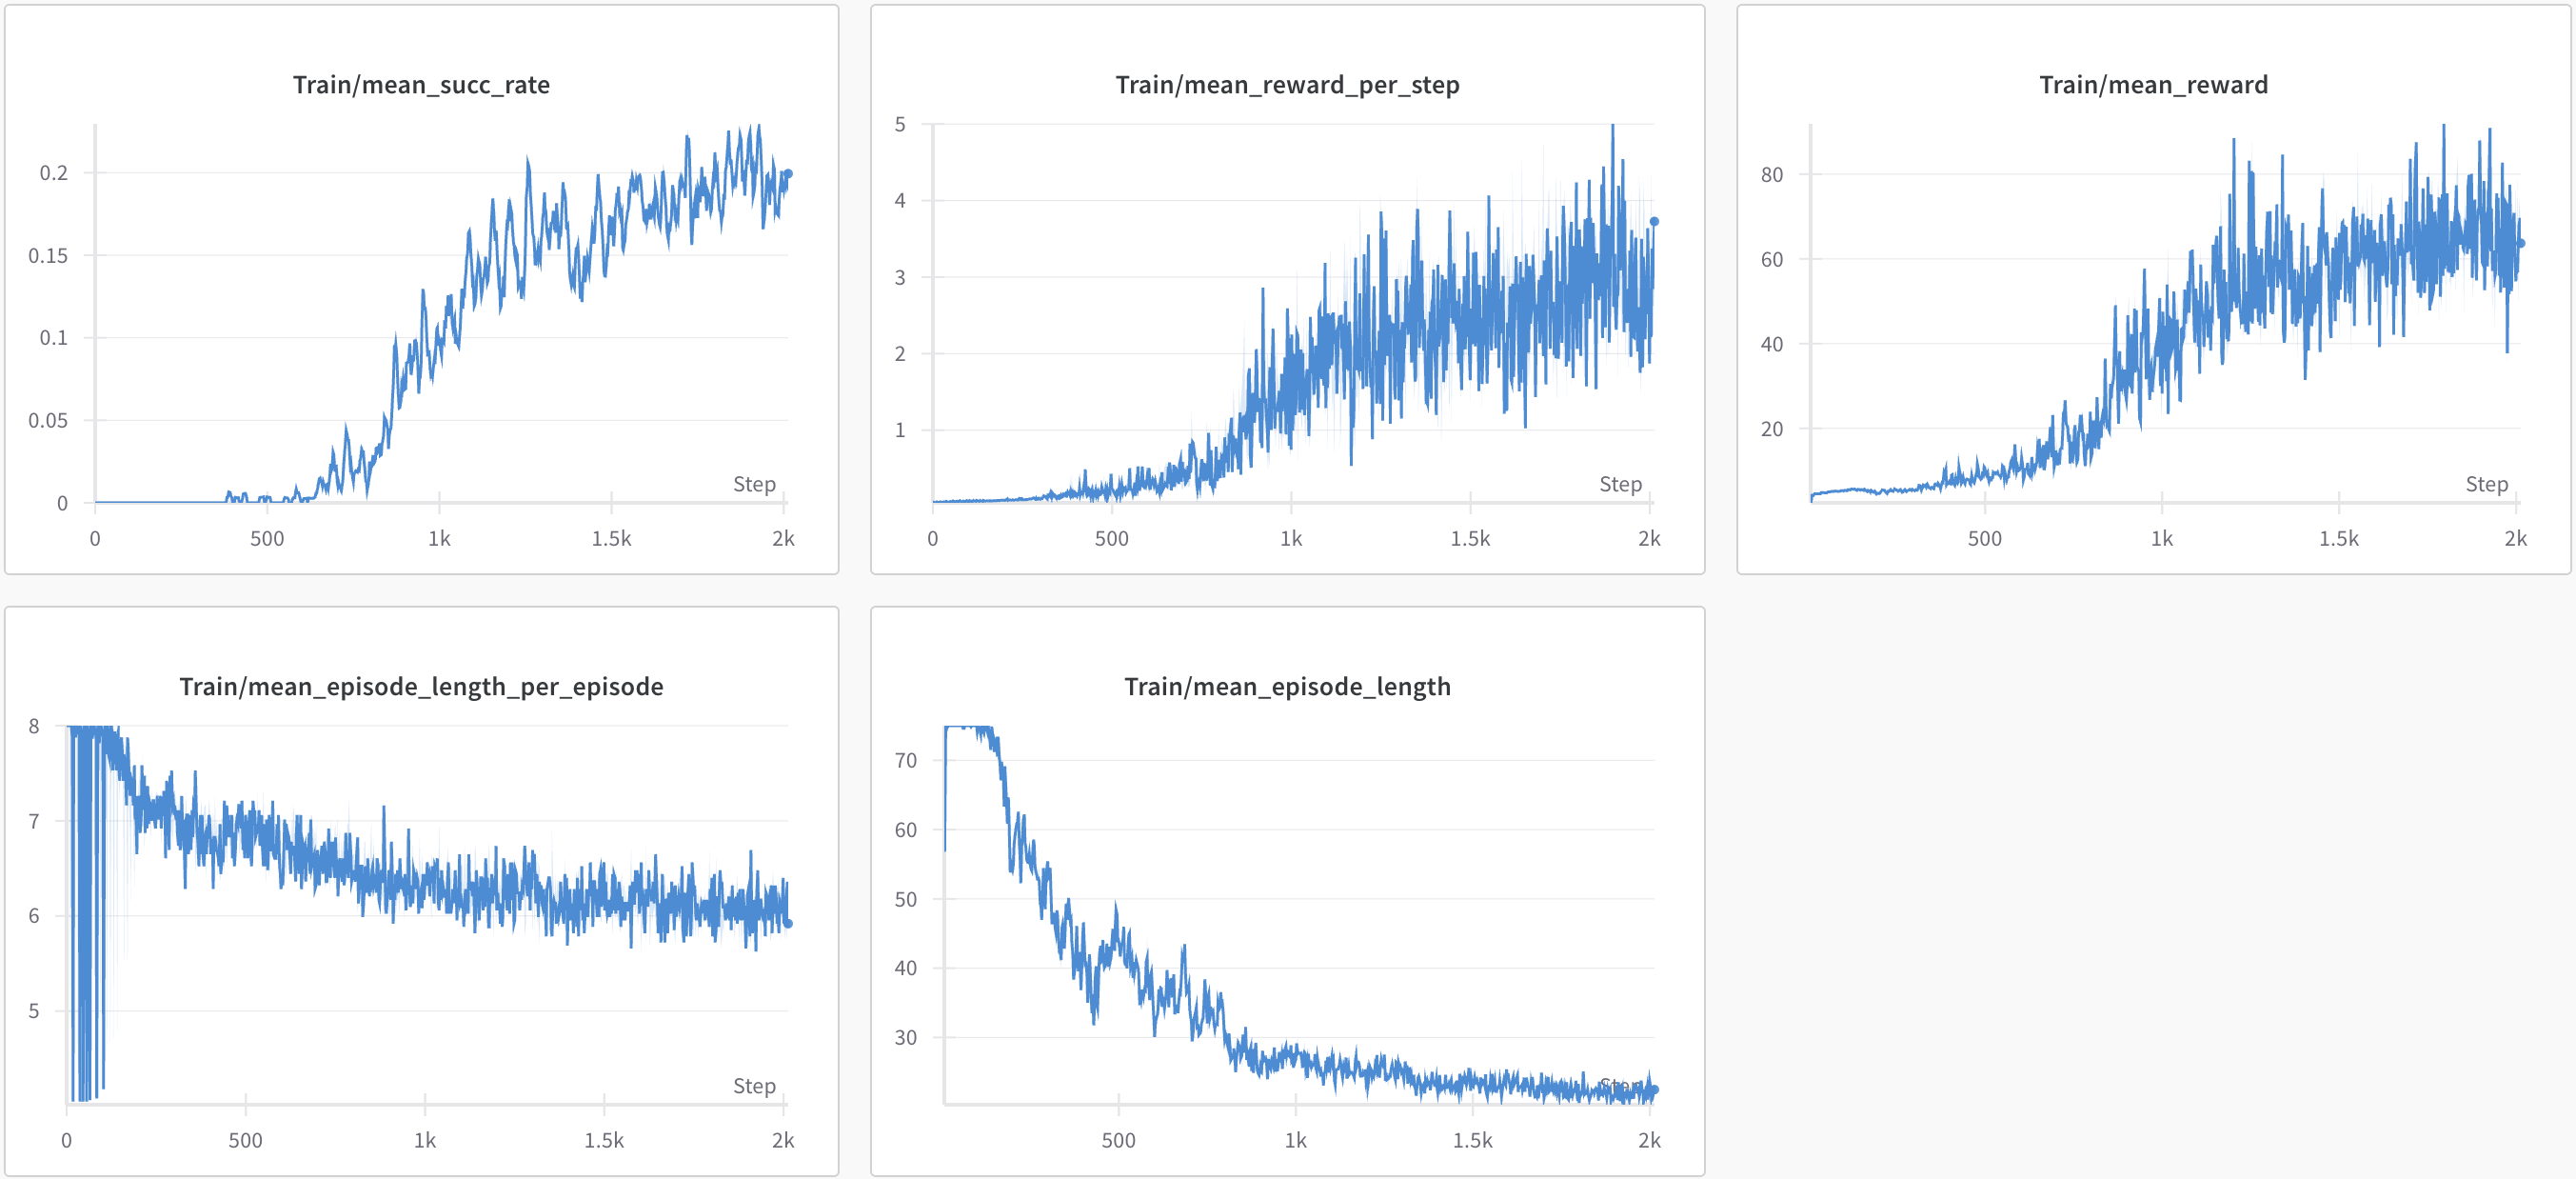 Train/mean_succ_rate
0.2
0.15
0.1
0.05
0
Step
0 500 1k 1.5k 2k
Train/mean_reward_per_step
5
4
3
2
1
Step
0 500 1k 1.5k 2k
Train/mean_reward
80
60
40
20
Step
500 1k 1.5k 2k
Train/mean_episode_length_per_episode
8
7
6
5
Step
0 500 1k 1.5k 2k
Train/mean_episode_length
70
60
50
40
30
Step
500 1k 1.5k 2k